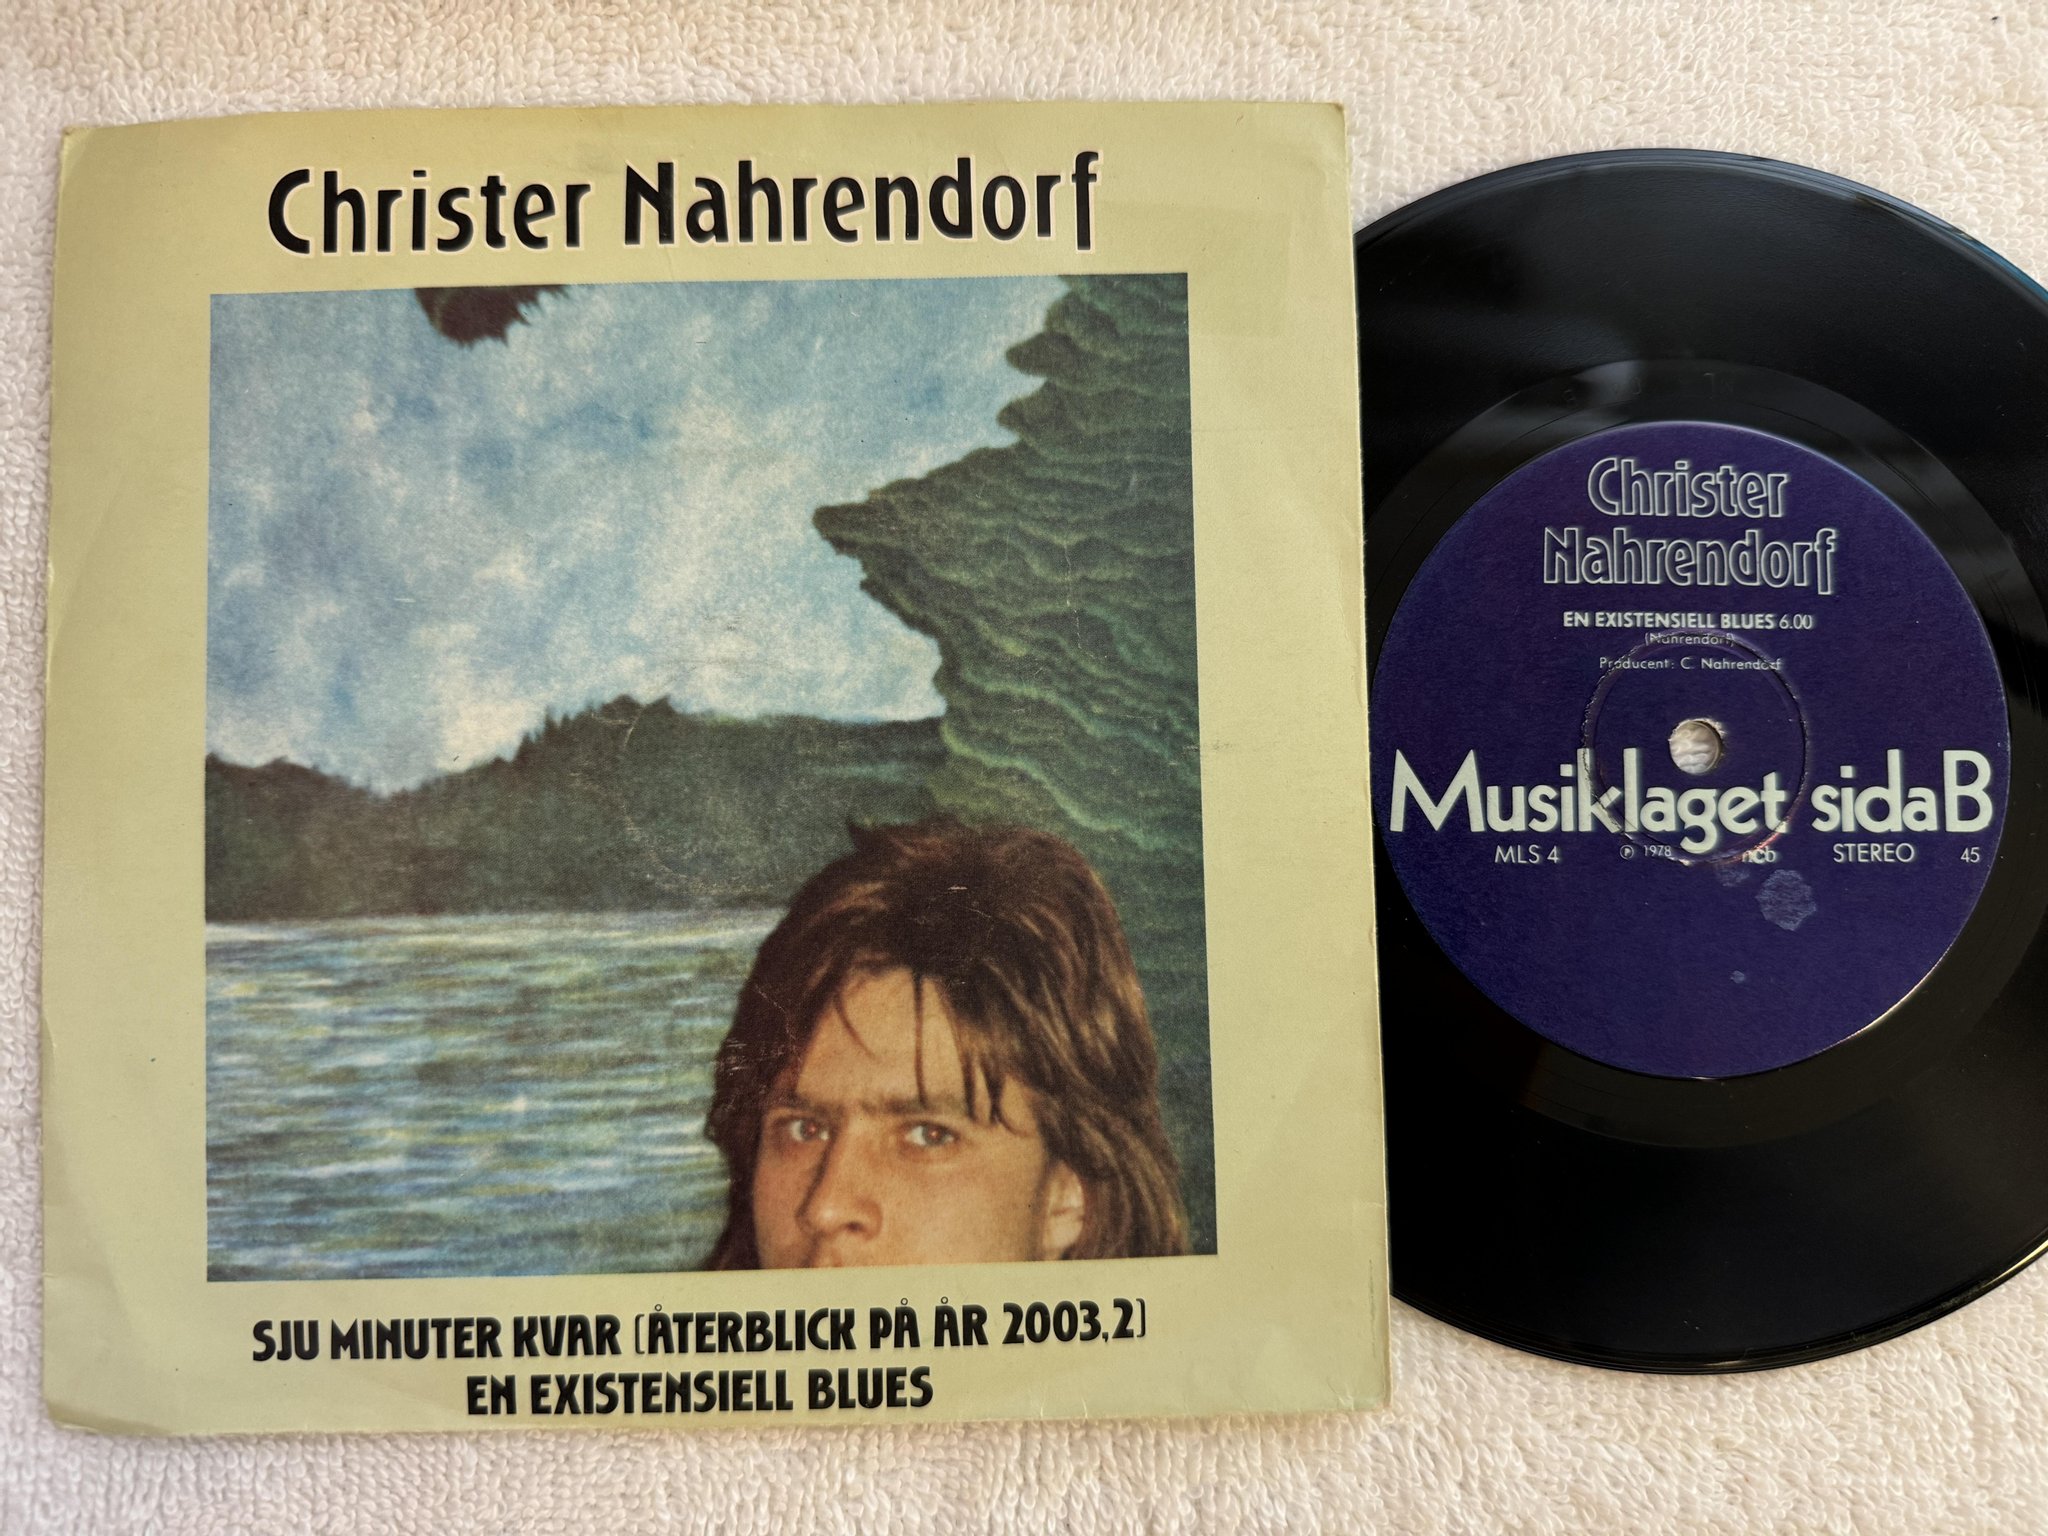 Christer Nahrendorf
SJU MINUTER KVAR (ÅTERBLICK PÅ ÅR 2003,2)
EN EXISTENSIELL BLUES
Christer
Nahrendorf
EN EXISTENSIELL BLUES 6.00
(Nahrendorf)
Producent: C. Nahrendorf
Musiklaget sida B
MLS 4 ℗ 1978 ncb STEREO 45